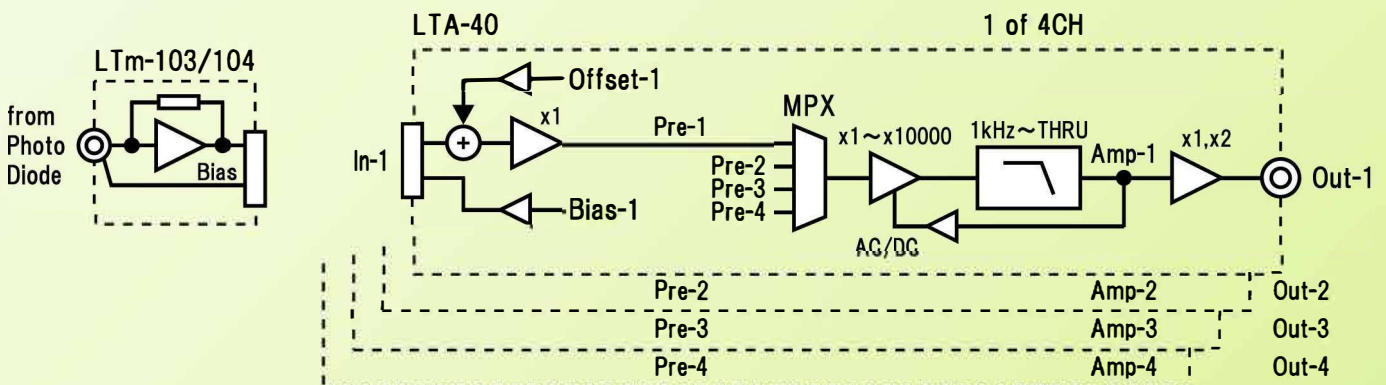 LTA-40
1 of 4CH
LTm-103/104
from
Photo
Diode
Bias
Offset-1
x1
Pre-1
In-1
Bias-1
MPX
Pre-2
Pre-3
Pre-4
x1～x10000
1kHz～THRU
Amp-1
x1,x2
Out-1
AC/DC
Pre-2 Amp-2 Out-2
Pre-3 Amp-3 Out-3
Pre-4 Amp-4 Out-4